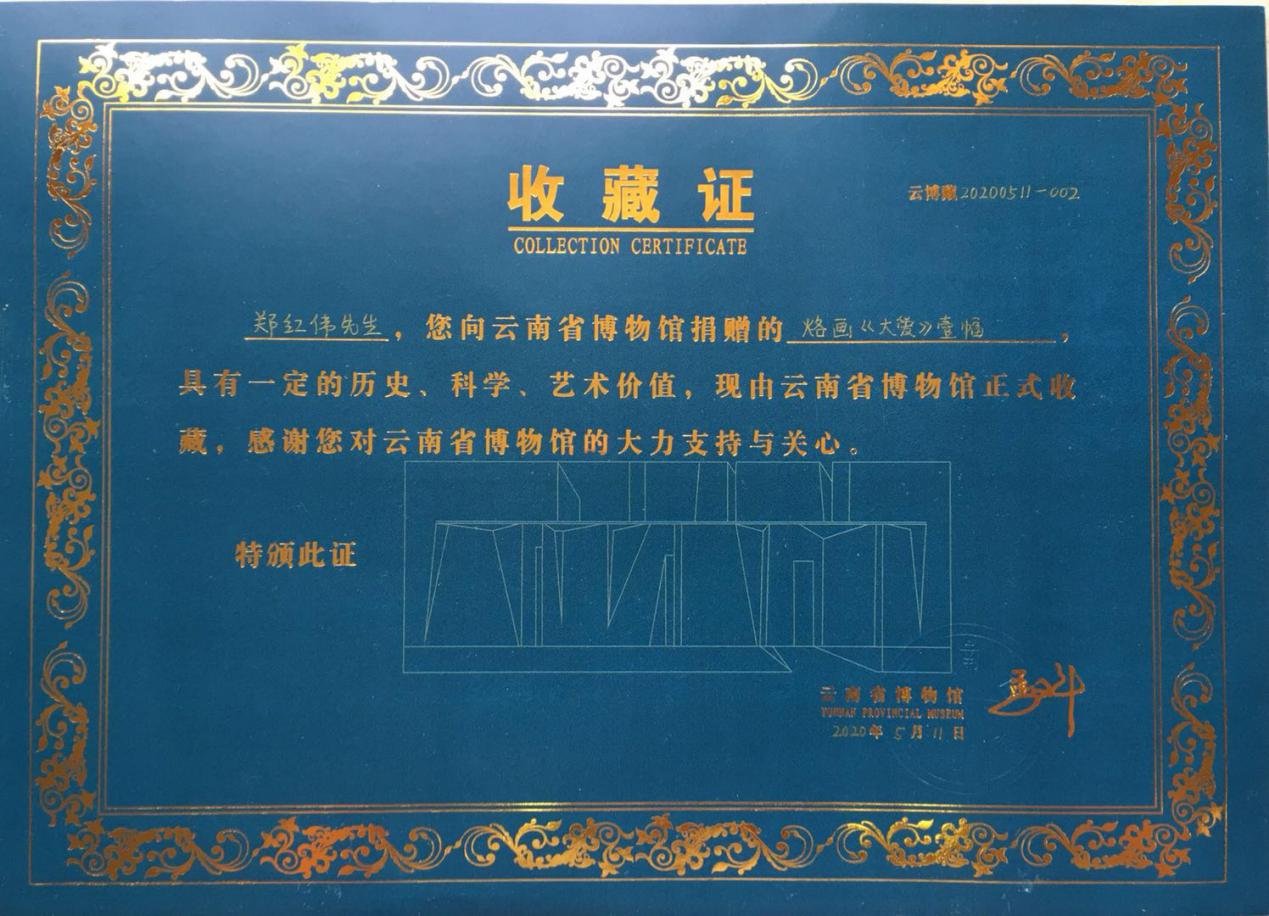 收藏证
COLLECTION CERTIFICATE
云博藏20200511-002
郑红伟先生，您向云南省博物馆捐赠的 烙画《大爱》壹幅，
具有一定的历史、科学、艺术价值，现由云南省博物馆正式收
藏，感谢您对云南省博物馆的大力支持与关心。
特颁此证
云南省博物馆
YUNNAN PROVINCIAL MUSEUM
2020年5月11日